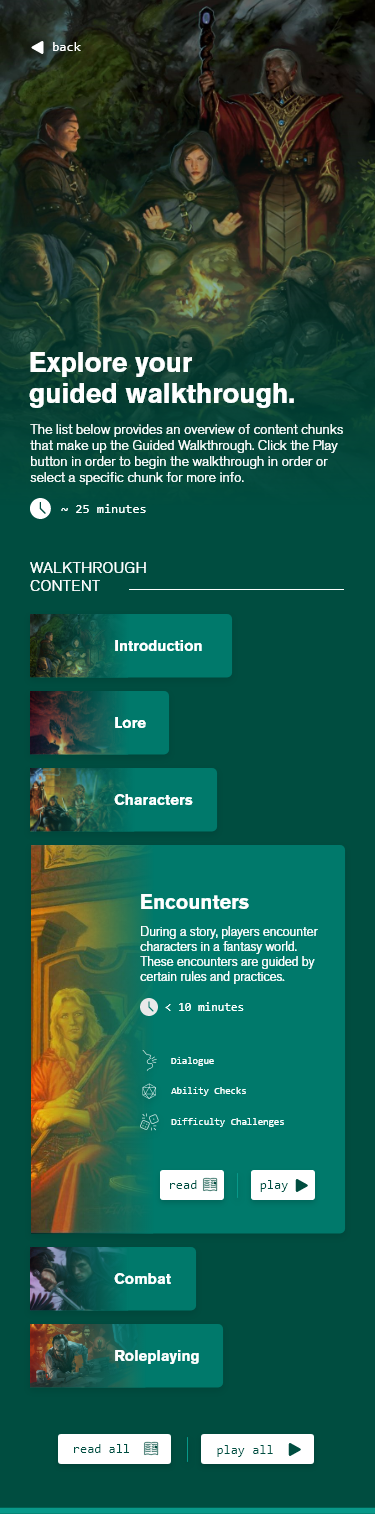 back
Explore your
guided walkthrough.
The list below provides an overview of content chunks
that make up the Guided Walkthrough. Click the Play
button in order to begin the walkthrough in order or
select a specific chunk for more info.
~ 25 minutes
WALKTHROUGH
CONTENT
Introduction
Lore
Characters
Encounters
During a story, players encounter
characters in a fantasy world.
These encounters are guided by
certain rules and practices.
< 10 minutes
Dialogue
Ability Checks
Difficulty Challenges
read play
Combat
Roleplaying
read all play all